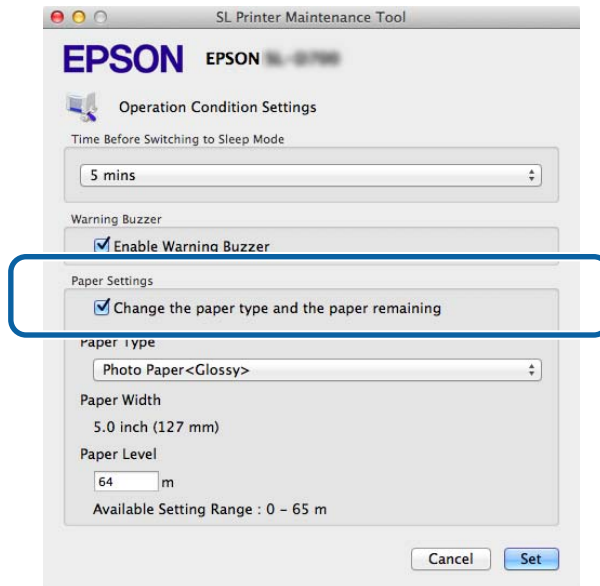 SL Printer Maintenance Tool
EPSON EPSON
Operation Condition Settings
Time Before Switching to Sleep Mode
5 mins
Warning Buzzer
Enable Warning Buzzer
Paper Settings
Change the paper type and the paper remaining
Paper Type
Photo Paper<Glossy>
Paper Width
5.0 inch (127 mm)
Paper Level
64 m
Available Setting Range : 0 – 65 m
Cancel Set